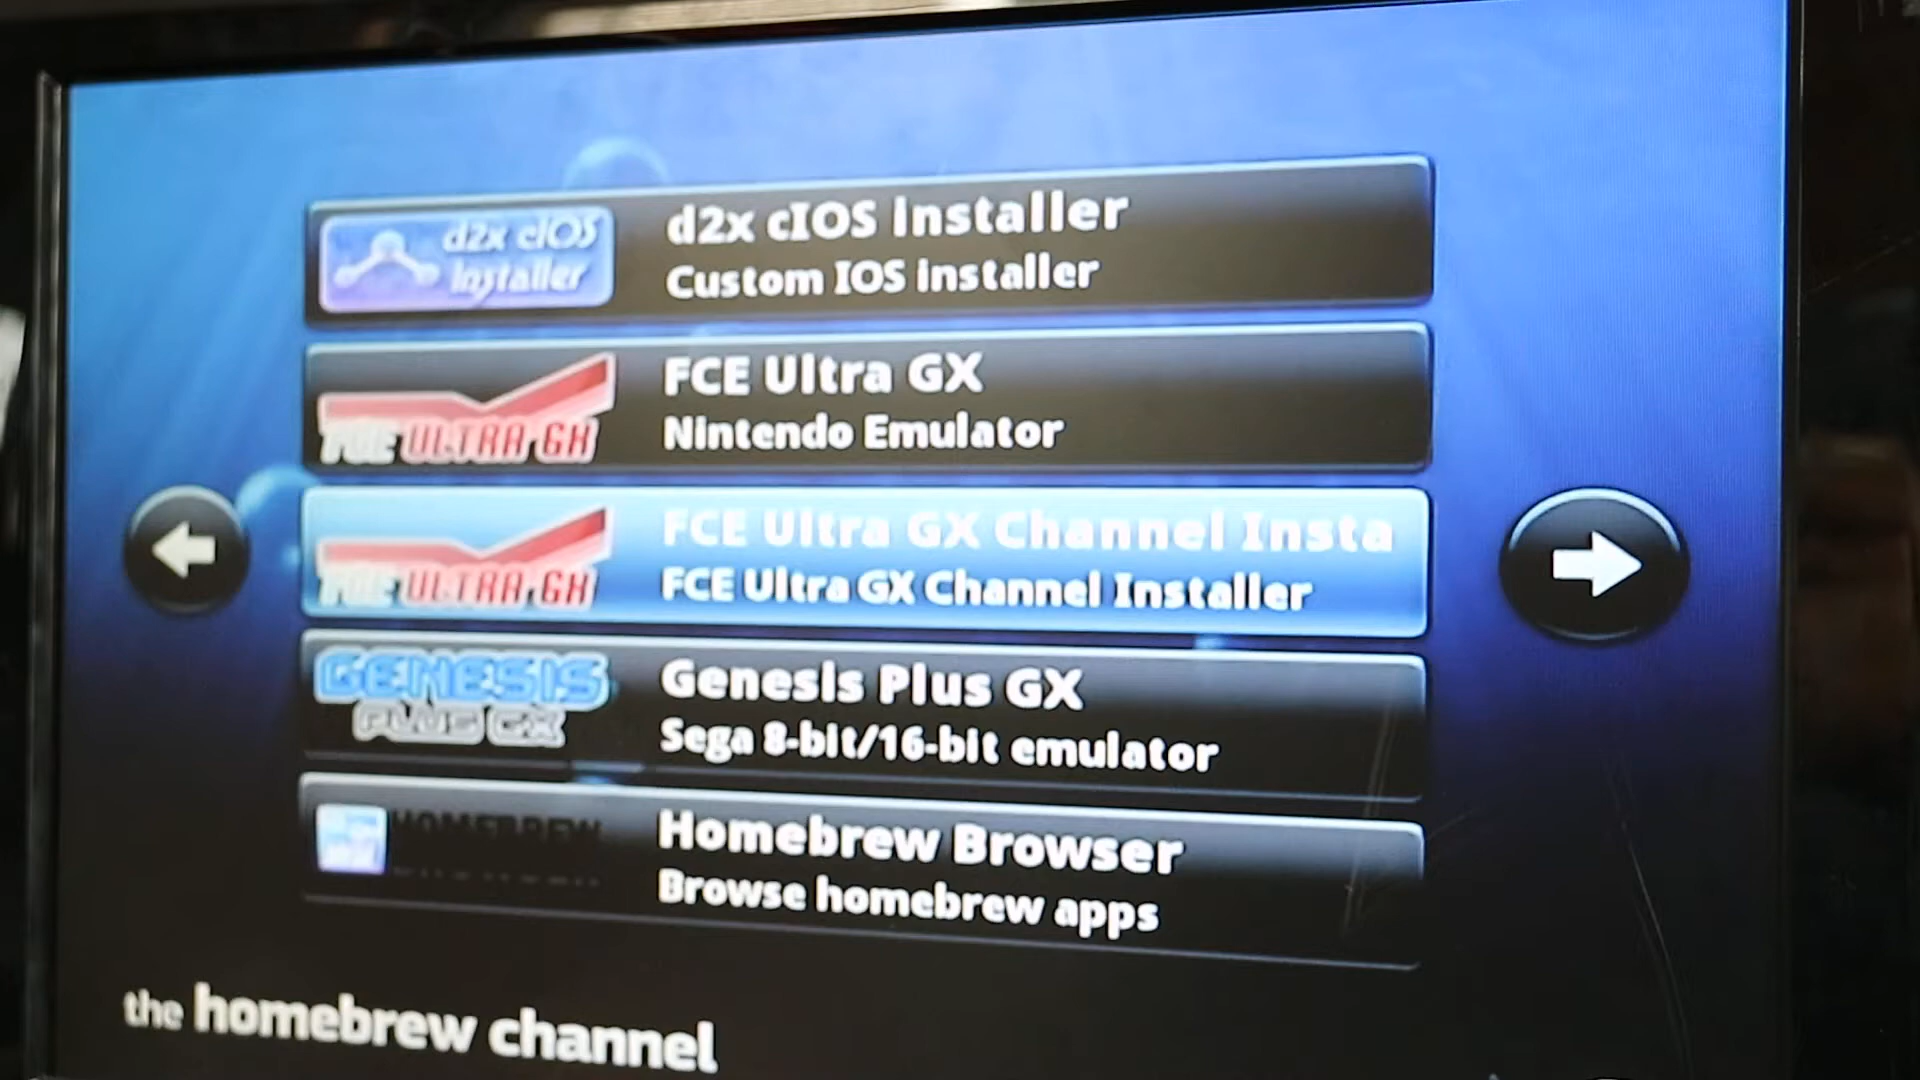 d2x cIOS installer
d2x cIOS installer
Custom IOS installer
FCE ULTRA GX
FCE Ultra GX
Nintendo Emulator
FCE ULTRA GX
FCE Ultra GX Channel Insta
FCE Ultra GX Channel Installer
GENESIS PLUS GX
Genesis Plus GX
Sega 8-bit/16-bit emulator
HOMEBREW BROWSER
Homebrew Browser
Browse homebrew apps
the homebrew channel